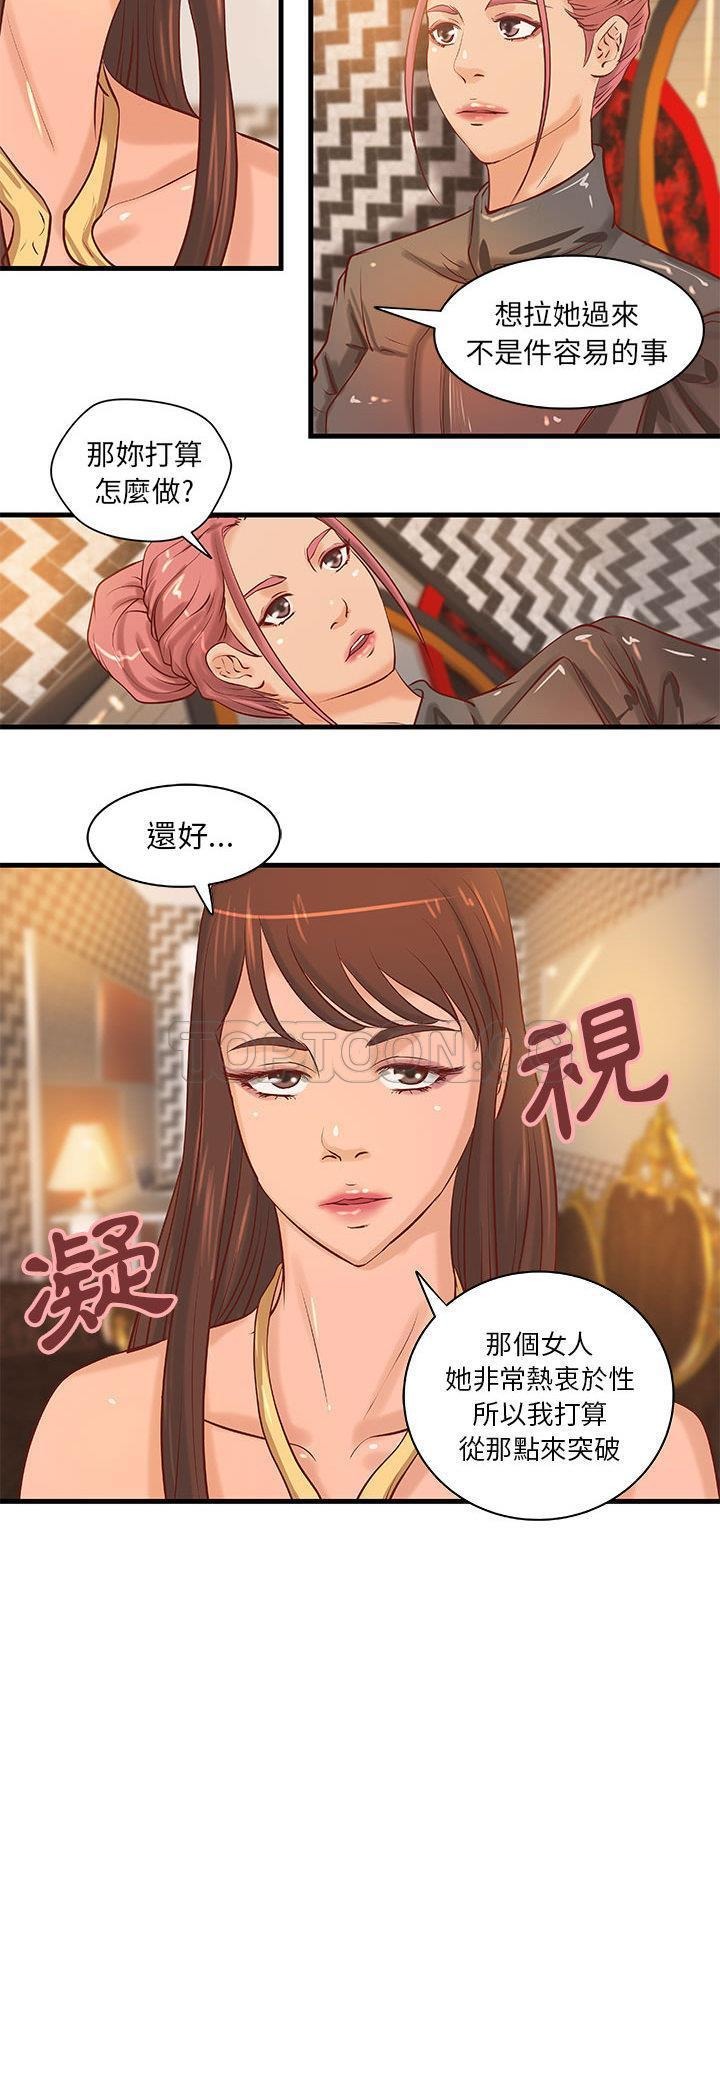 想拉她過來
不是件容易的事
那妳打算
怎麼做?
還好...
TOPTOON.CC
視
凝
那個女人
她非常熱衷於性
所以我打算
從那點來突破